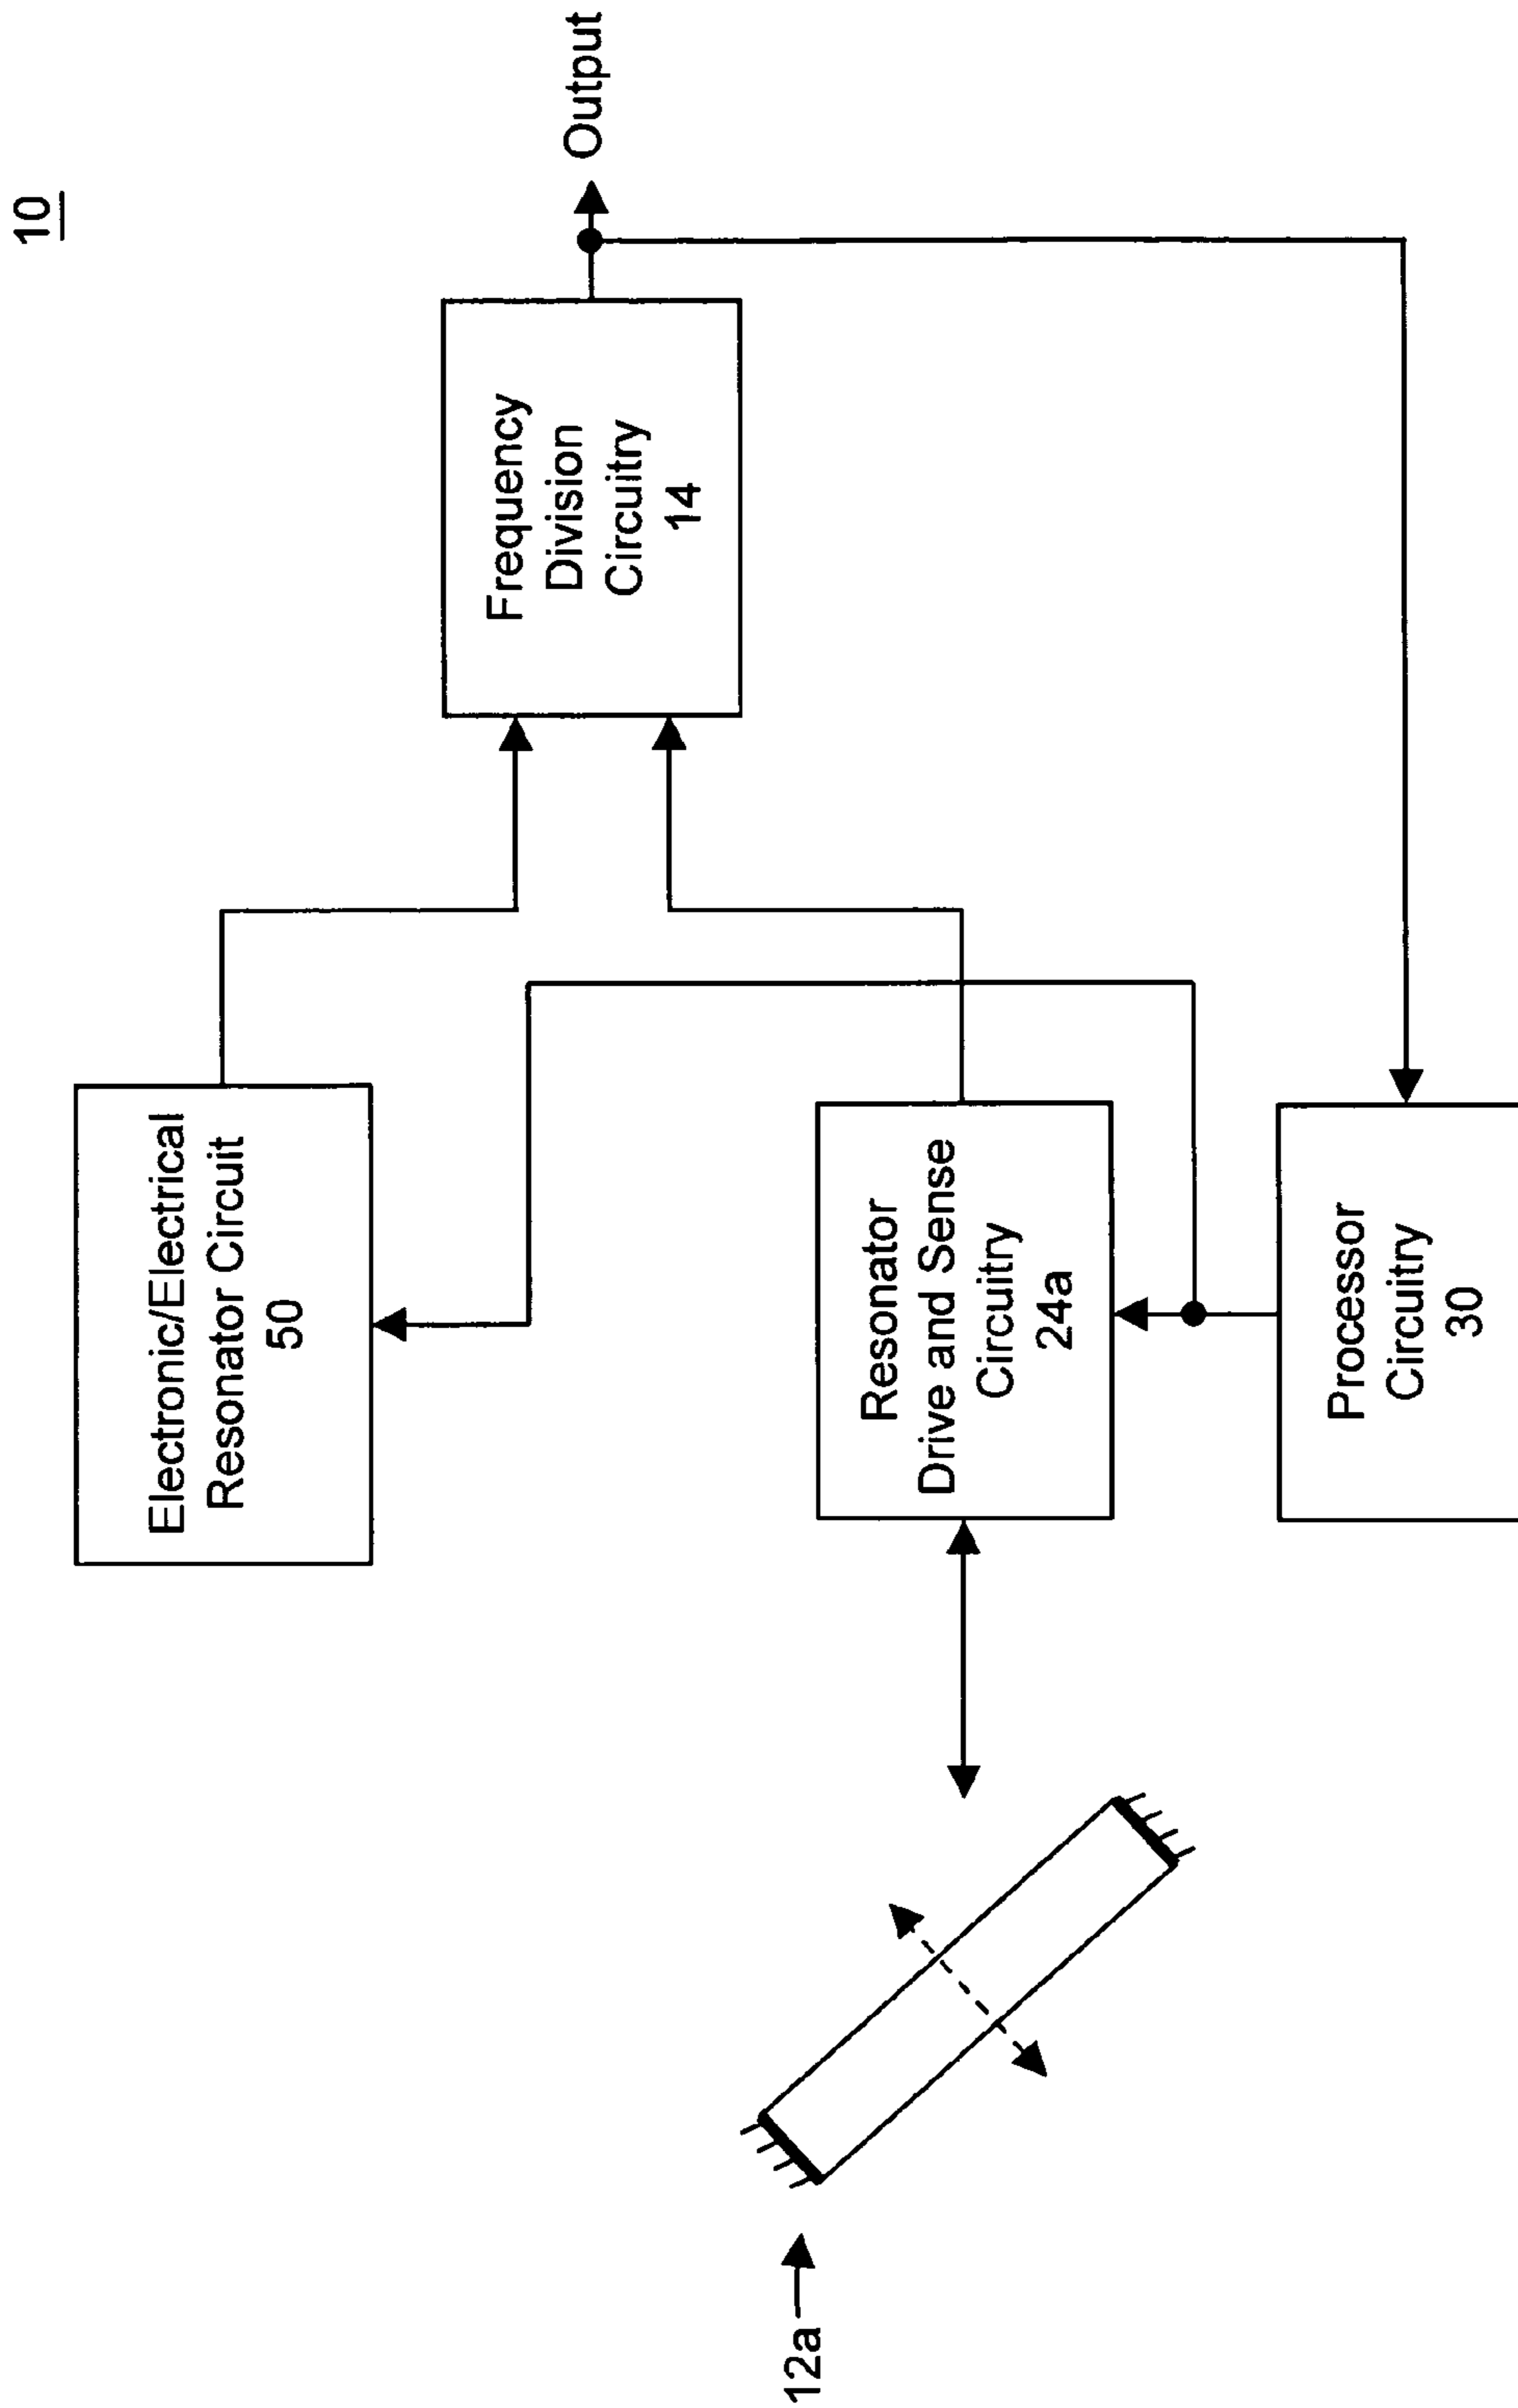 10
Electronic/Electrical
Resonator Circuit
50
Frequency
Division
Circuitry
14
Output
12a
Resonator
Drive and Sense
Circuitry
24a
Processor
Circuitry
30